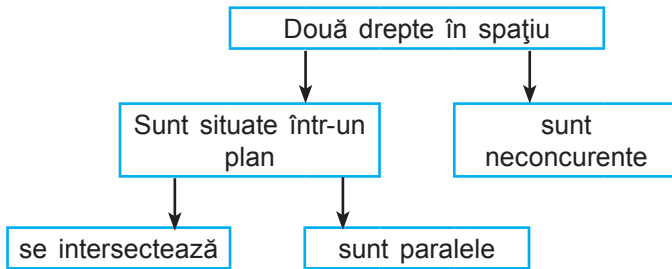 Două drepte în spaţiu
Sunt situate într-un
plan
sunt
neconcurente
se intersectează
sunt paralele